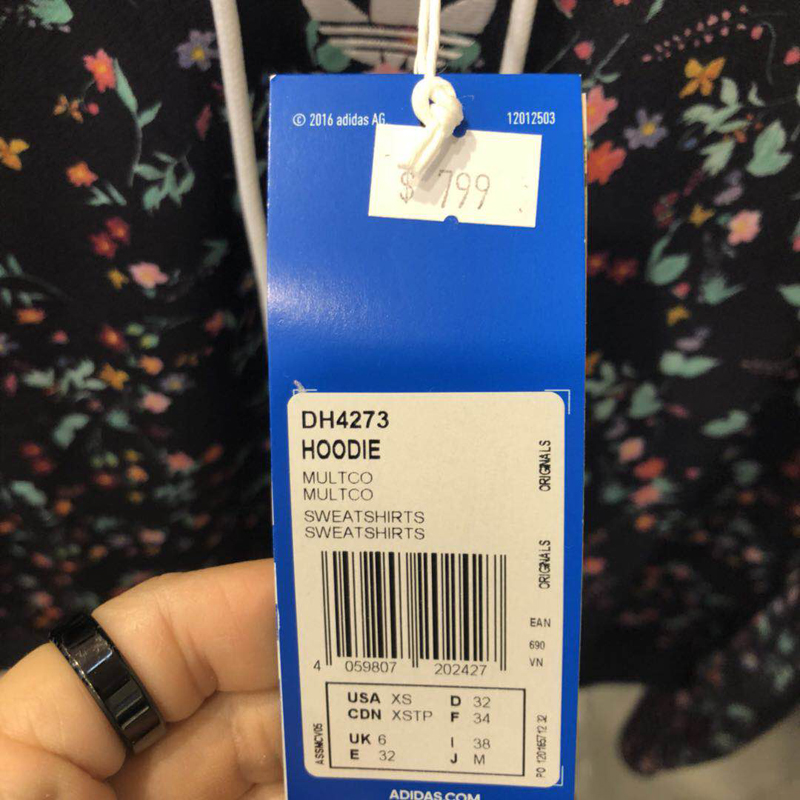 © 2016 adidas AG
12012503
$ 799
DH4273
HOODIE
MULTCO
MULTCO
SWEATSHIRTS
SWEATSHIRTS
ORIGINALS
ORIGINALS
EAN
690
VN
4 059807 202427
USA XS D 32
CDN XSTP F 34
UK 6 I 38
E 32 J M
ASSMCV05
ADIDAS.COM